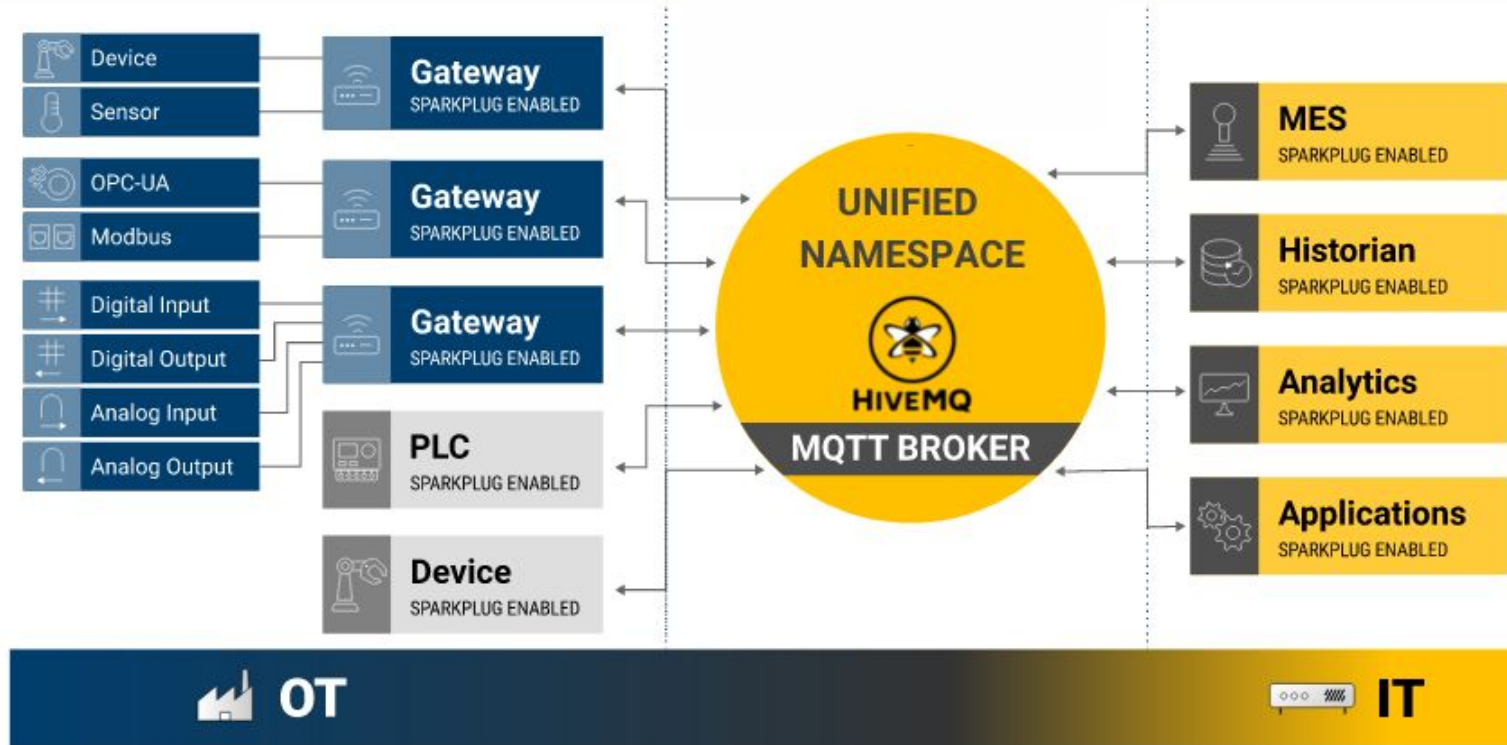 Device
Sensor
OPC-UA
Modbus
Digital Input
Digital Output
Analog Input
Analog Output
Gateway
SPARKPLUG ENABLED
Gateway
SPARKPLUG ENABLED
Gateway
SPARKPLUG ENABLED
PLC
SPARKPLUG ENABLED
Device
SPARKPLUG ENABLED
UNIFIED
NAMESPACE
HIVEMQ
MQTT BROKER
MES
SPARKPLUG ENABLED
Historian
SPARKPLUG ENABLED
Analytics
SPARKPLUG ENABLED
Applications
SPARKPLUG ENABLED
OT
IT